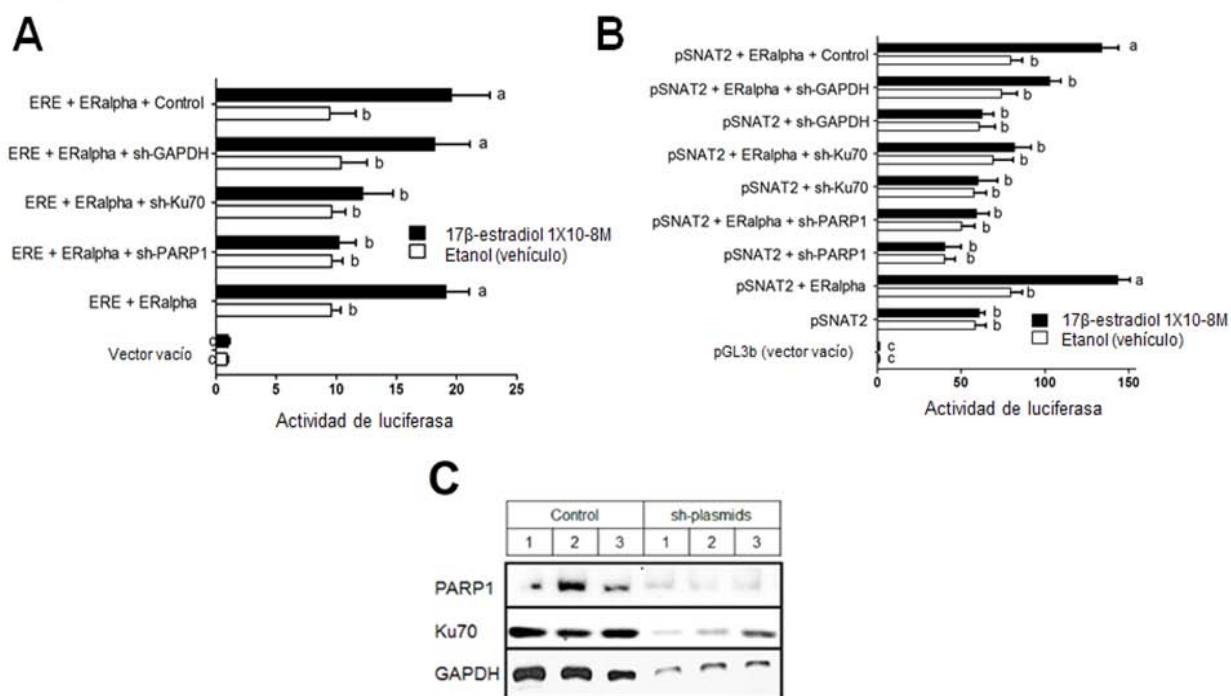 A
ERE + ERalpha + Control
a
b
ERE + ERalpha + sh-GAPDH
a
b
ERE + ERalpha + sh-Ku70
b
b
ERE + ERalpha + sh-PARP1
b
b
ERE + ERalpha
a
b
Vector vacío
c
c
17β-estradiol 1X10-8M
Etanol (vehículo)
0 5 10 15 20 25
Actividad de luciferasa
B
pSNAT2 + ERalpha + Control
a
b
pSNAT2 + ERalpha + sh-GAPDH
b
b
pSNAT2 + sh-GAPDH
b
b
pSNAT2 + ERalpha + sh-Ku70
b
b
pSNAT2 + sh-Ku70
b
b
pSNAT2 + ERalpha + sh-PARP1
b
b
pSNAT2 + sh-PARP1
b
b
pSNAT2 + ERalpha
a
b
pSNAT2
b
b
pGL3b (vector vacío)
c
c
17β-estradiol 1X10-8M
Etanol (vehículo)
0 50 100 150
Actividad de luciferasa
C
Control sh-plasmids
1 2 3 1 2 3
PARP1
Ku70
GAPDH